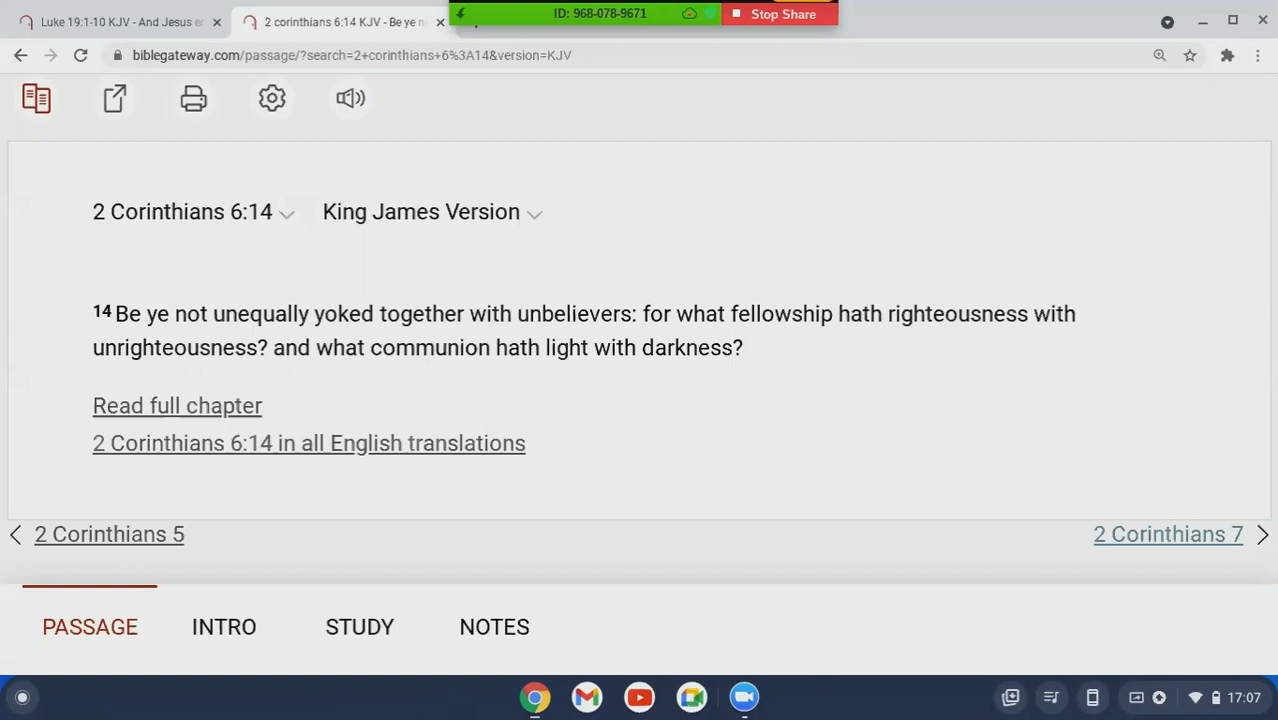 Luke 19:1-10 KJV - And Jesus en
2 corinthians 6:14 KJV - Be ye n
ID: 968-078-9671
Stop Share
biblegateway.com/passage/?search=2+corinthians+6%3A14&version=KJV
2 Corinthians 6:14
King James Version
14 Be ye not unequally yoked together with unbelievers: for what fellowship hath righteousness with
unrighteousness? and what communion hath light with darkness?
Read full chapter
2 Corinthians 6:14 in all English translations
2 Corinthians 5
2 Corinthians 7
PASSAGE
INTRO
STUDY
NOTES
17:07